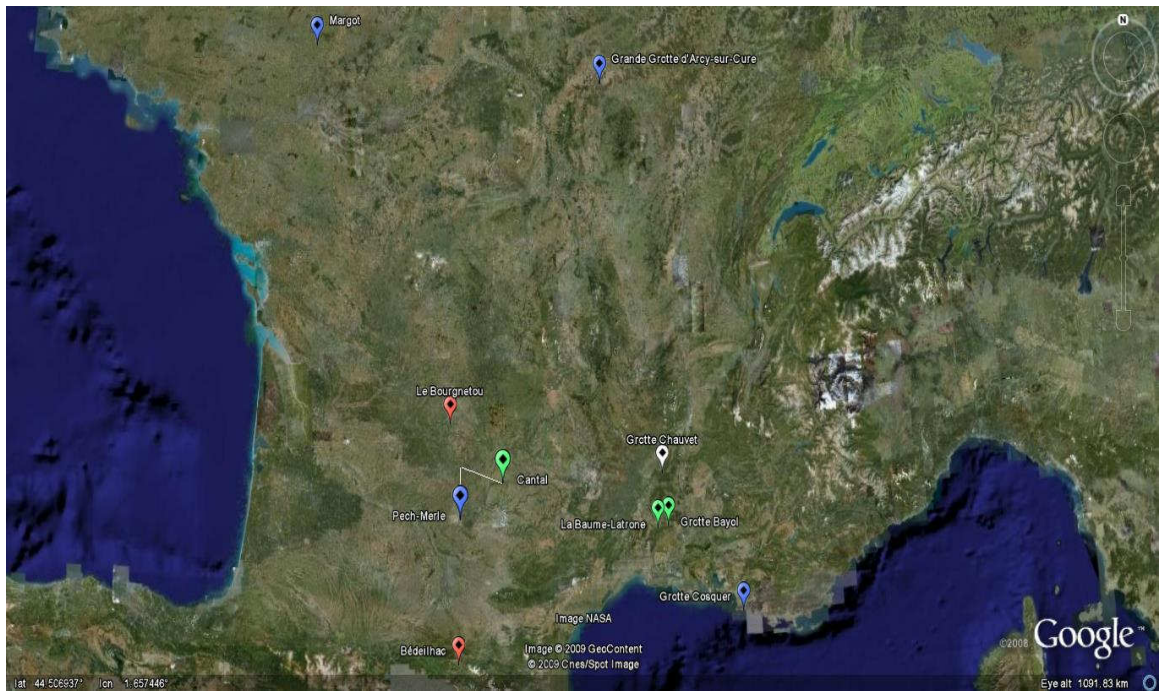 Margot
N
Grande Grotte d'Arcy-sur-Cure
Le Bourgnetou
Grotte Chauvet
Cantal
Pech-Merle
La Baume-Latrone
Grotte Bayol
Grotte Cosquer
Image NASA
Bédeilhac
Image © 2009 GeoContent
© 2009 Cnes/Spot Image
©2008 Google™
lat 44.506937° lon 1.657446°
Eye alt 1091.83 km